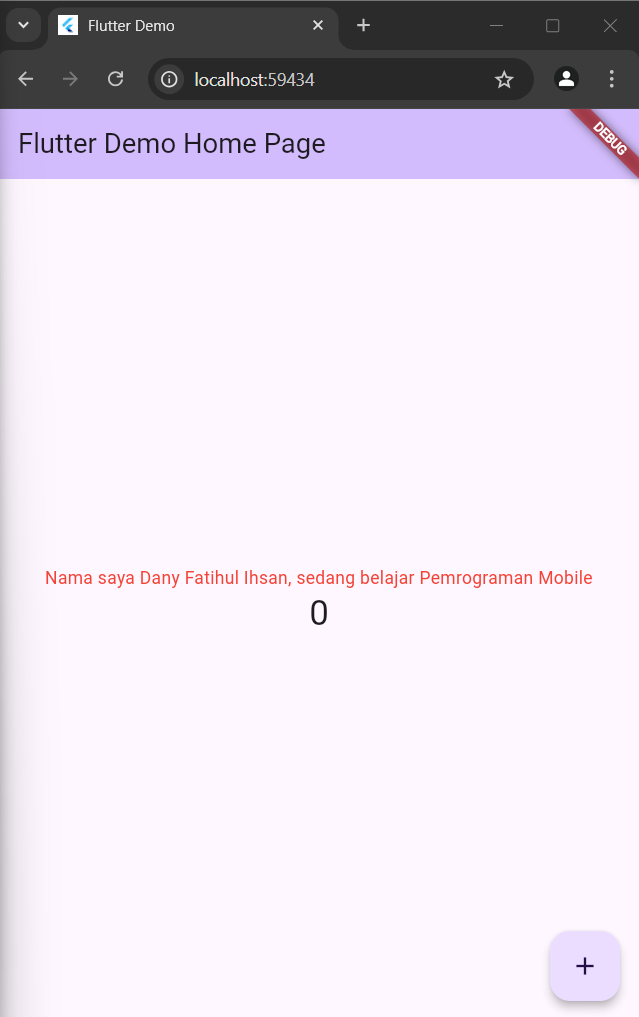 Flutter Demo
localhost:59434
Flutter Demo Home Page
DEBUG
Nama saya Dany Fatihul Ihsan, sedang belajar Pemrograman Mobile
0